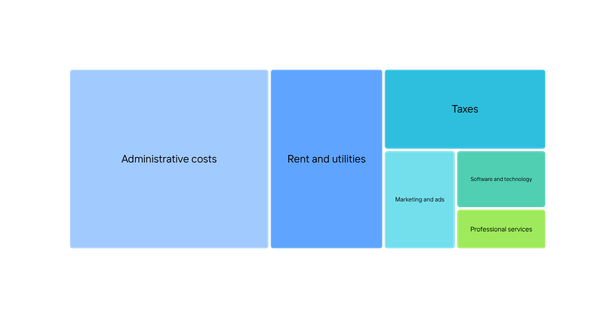 Administrative costs
Rent and utilities
Taxes
Marketing and ads
Software and technology
Professional services